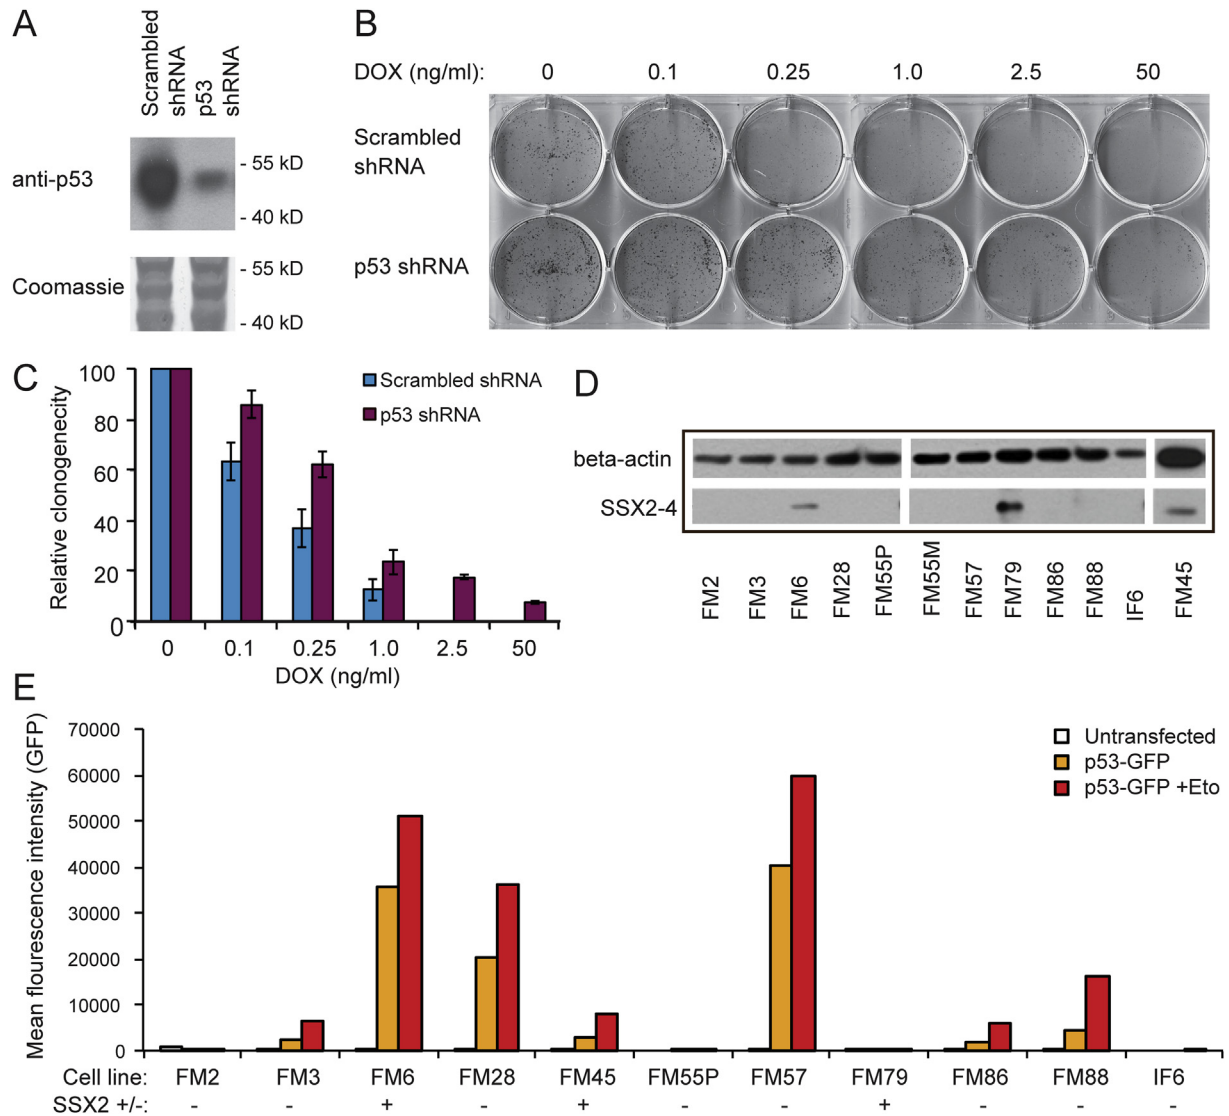 A
Scrambled
shRNA
p53
shRNA
anti-p53
- 55 kD
- 40 kD
Coomassie
- 55 kD
- 40 kD
B
DOX (ng/ml): 0 0.1 0.25 1.0 2.5 50
Scrambled
shRNA
p53 shRNA
C
Relative clonogenecity
100
80
60
40
20
0
Scrambled shRNA
p53 shRNA
0 0.1 0.25 1.0 2.5 50
DOX (ng/ml)
D
beta-actin
SSX2-4
FM2 FM3 FM6 FM28 FM55P FM55M FM57 FM79 FM86 FM88 IF6 FM45
E
Mean flourescence intensity (GFP)
70000
60000
50000
40000
30000
20000
10000
0
Untransfected
p53-GFP
p53-GFP +Eto
Cell line: FM2 FM3 FM6 FM28 FM45 FM55P FM57 FM79 FM86 FM88 IF6
SSX2 +/-: - - + - + - - + - - -